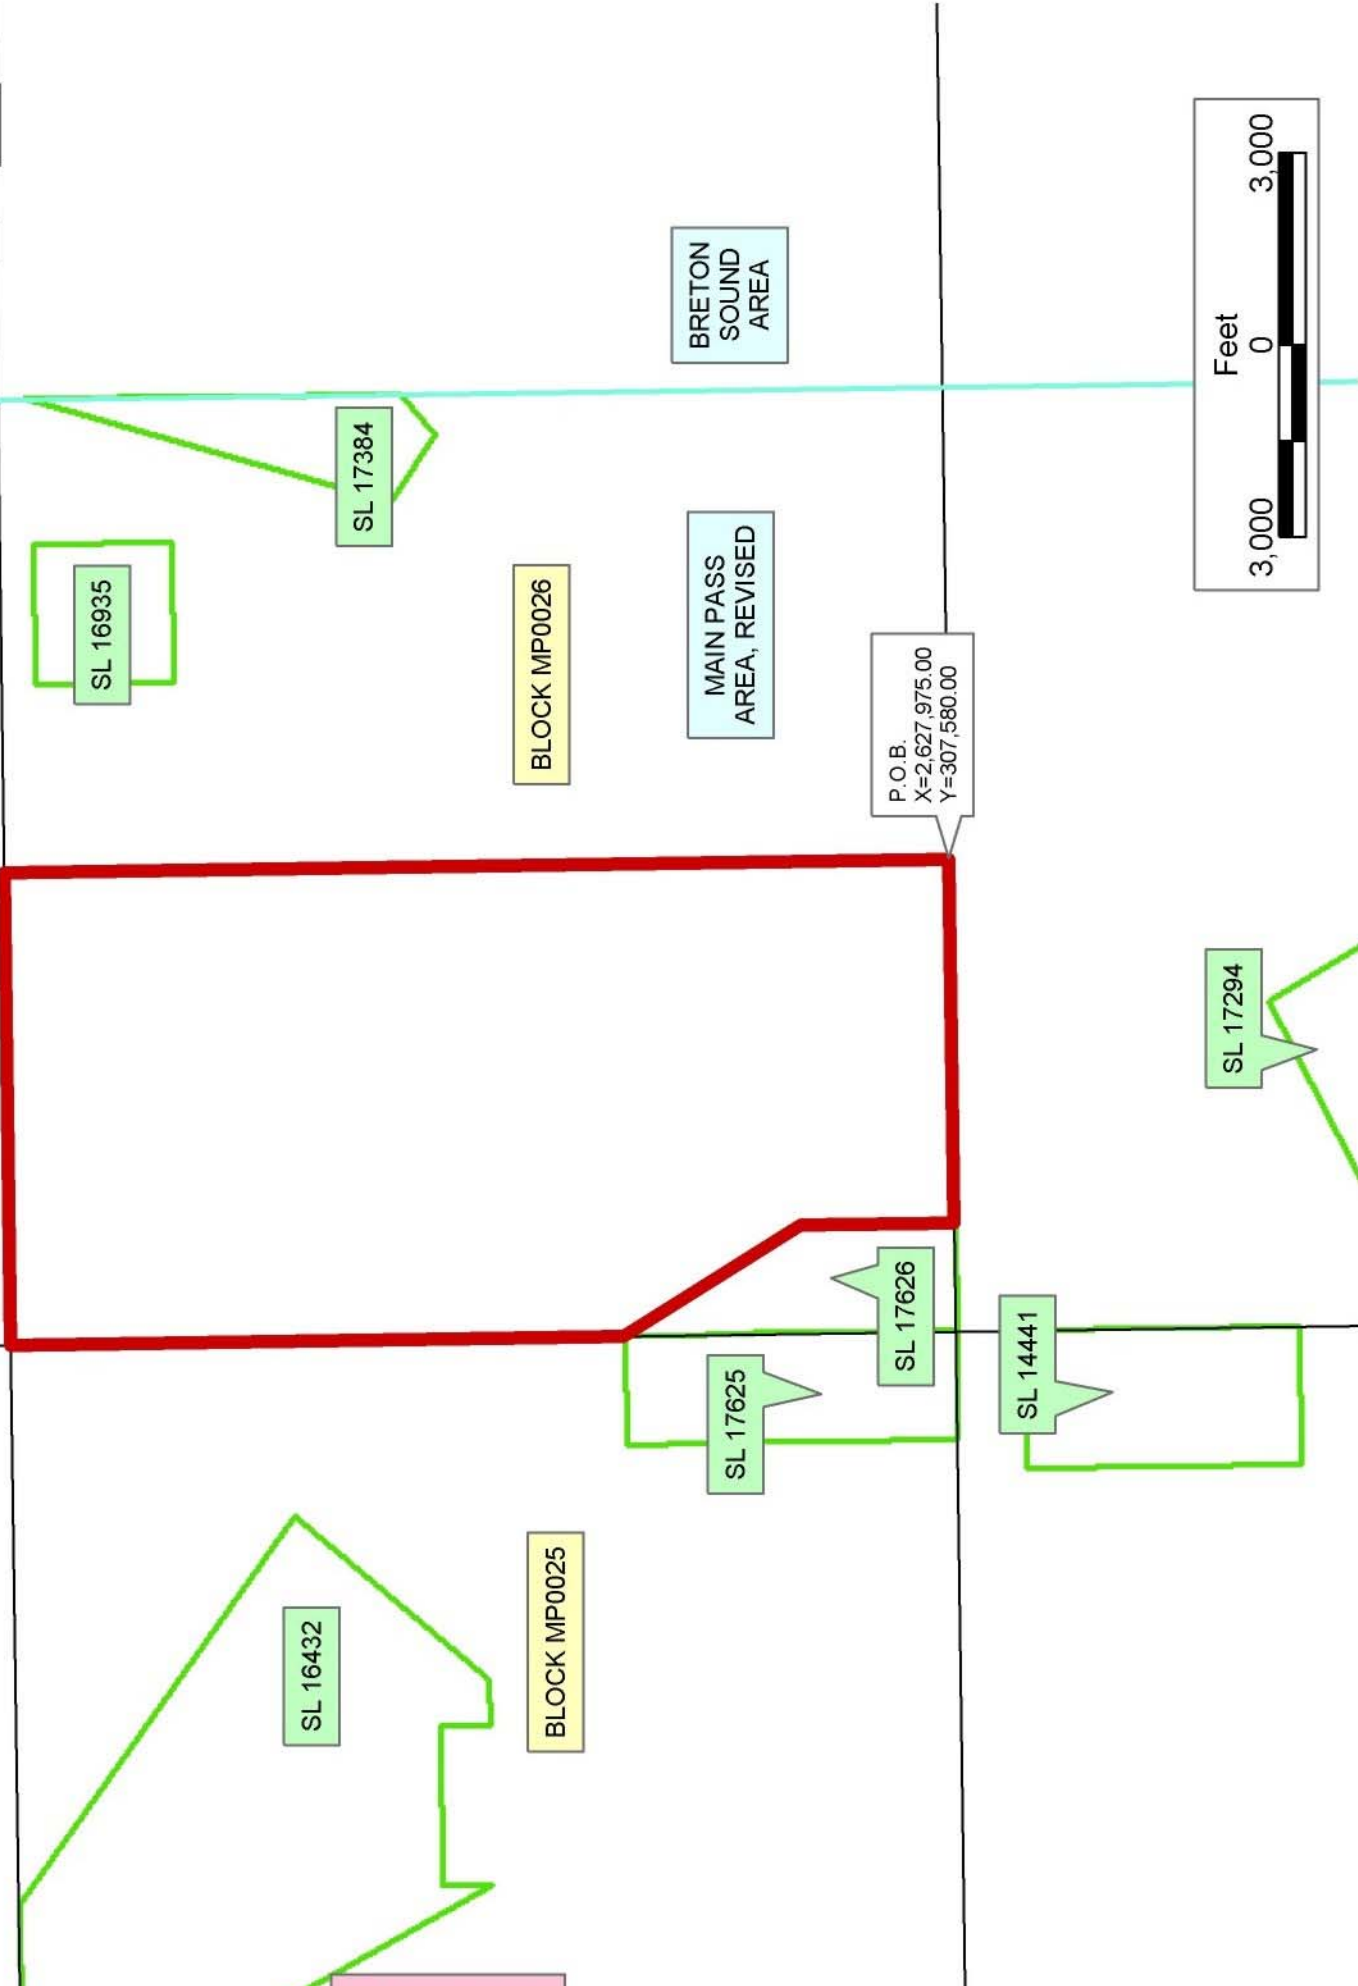 SL 16935
SL 17384
SL 16432
BLOCK MP0025
BLOCK MP0026
BRETON
SOUND
AREA
MAIN PASS
AREA, REVISED
SL 17625
SL 17626
P.O.B.
X=2,627,975.00
Y=307,580.00
SL 14441
SL 17294
Feet
3,000
0
3,000